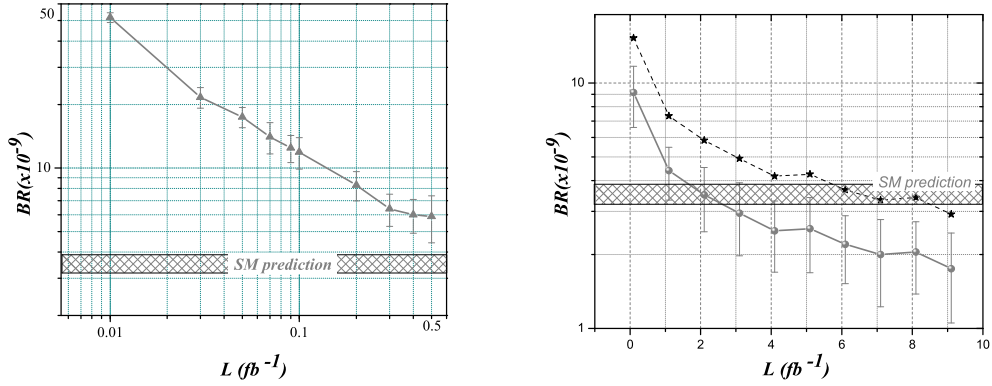 50
10
BR(x10⁻⁹)
SM prediction
0.01
0.1
0.5
L (fb⁻¹)
10
1
BR(x10⁻⁹)
SM prediction
0
2
4
6
8
10
L (fb⁻¹)